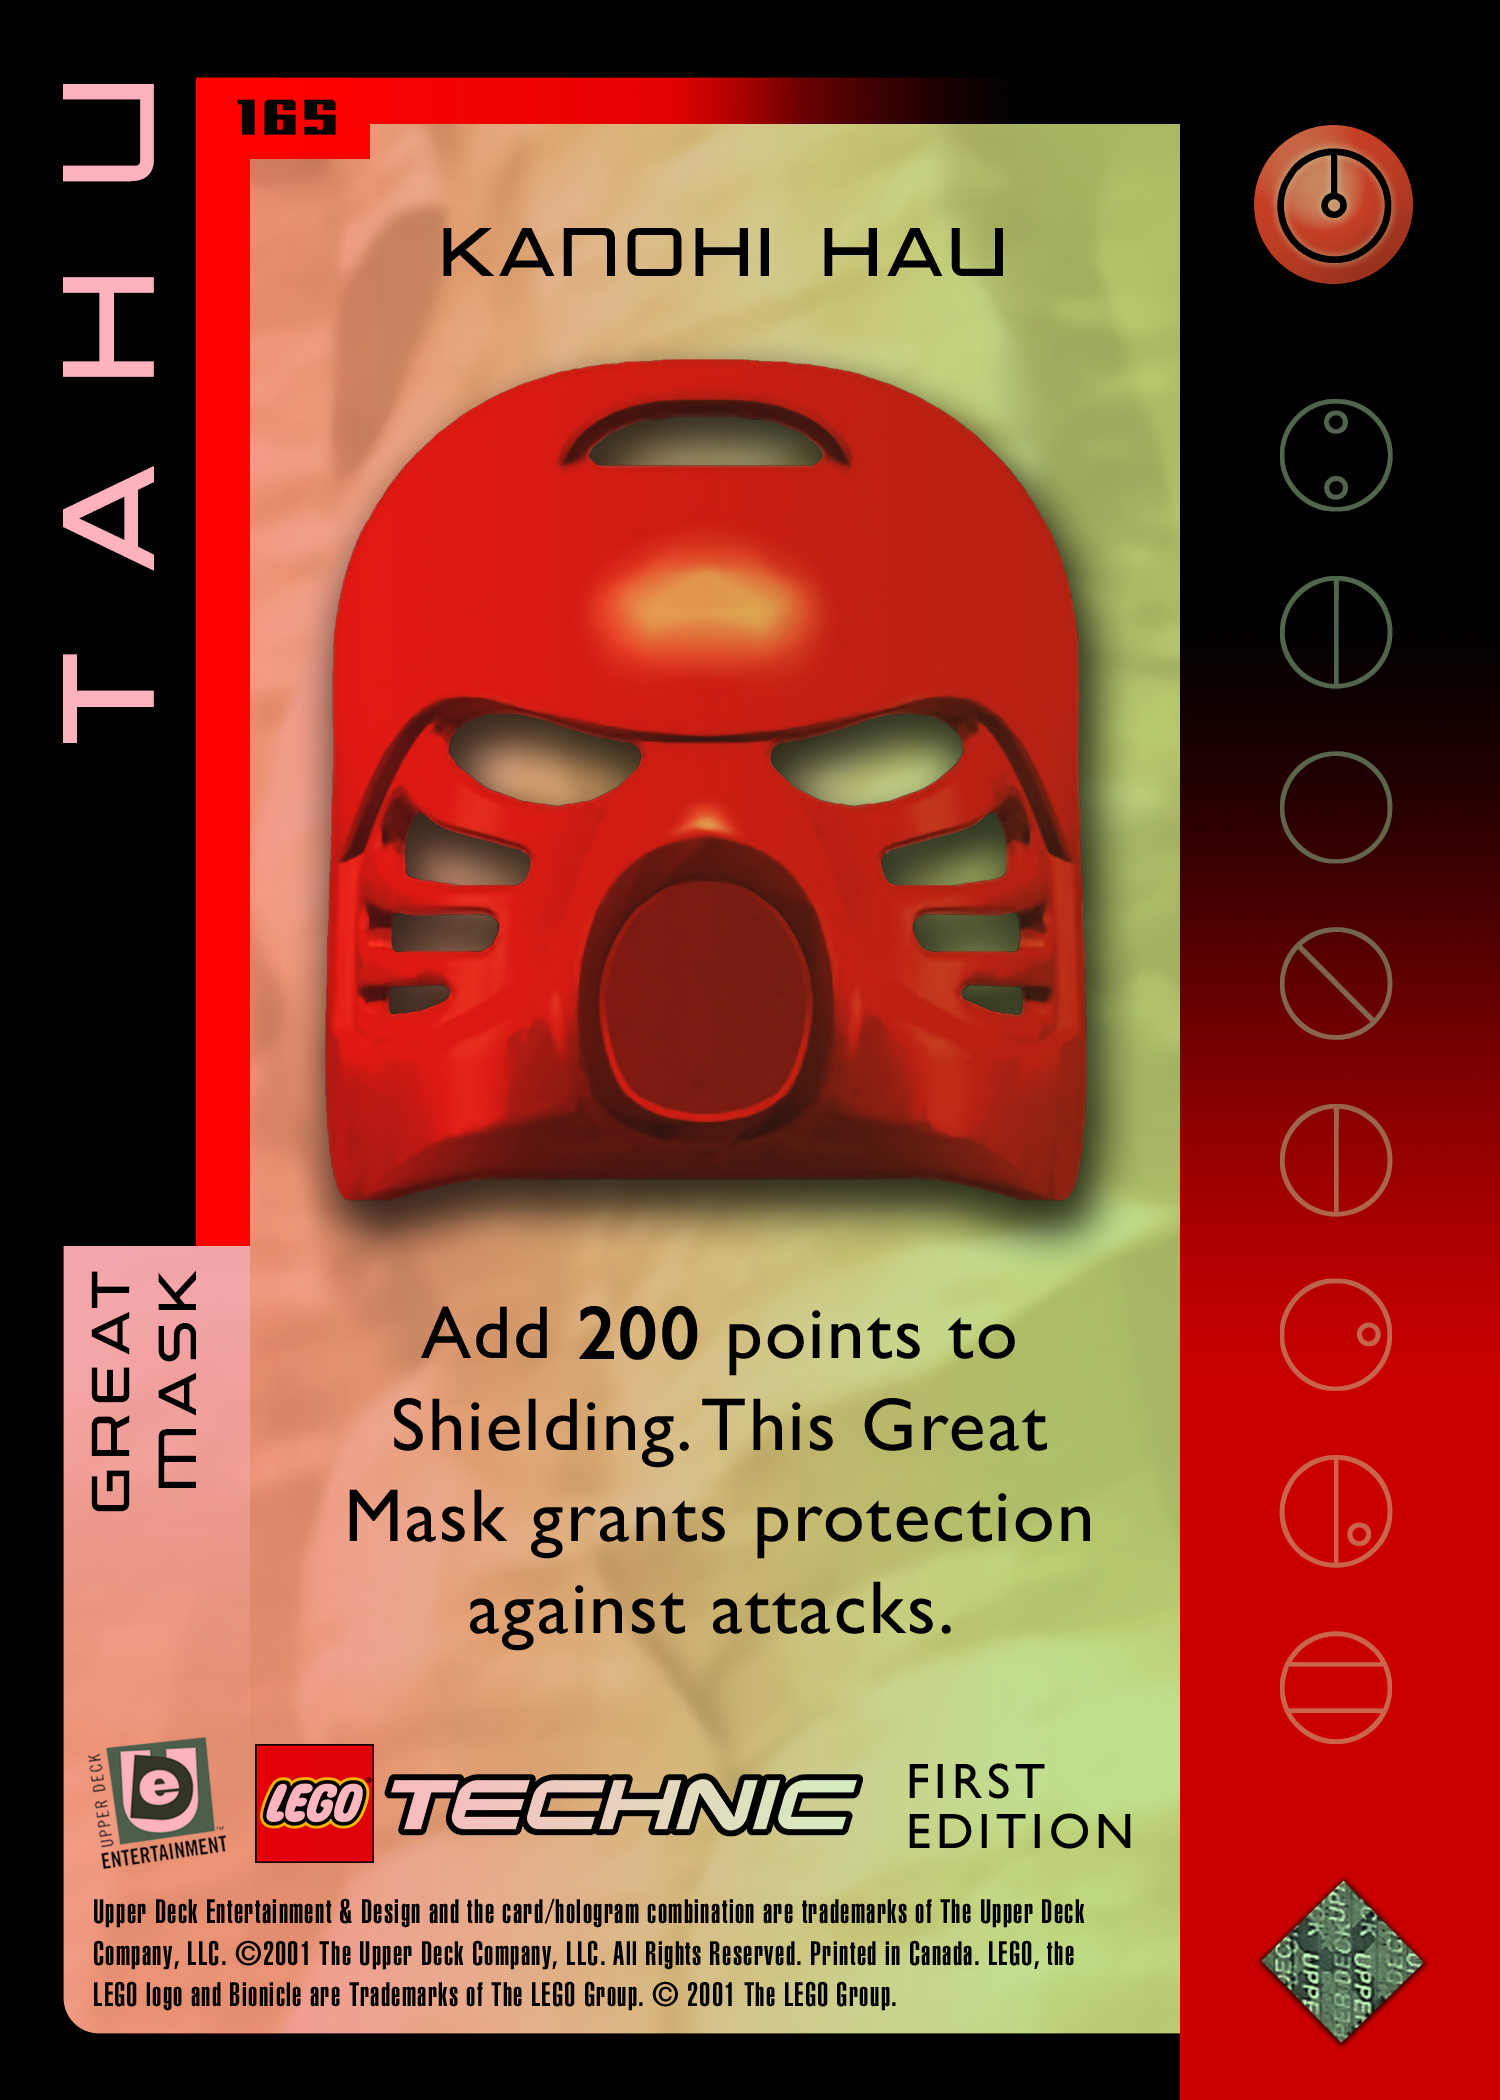 TAHU
165
KANOHI HAU
GREAT
MASK
Add 200 points to
Shielding. This Great
Mask grants protection
against attacks.
UPPER DECK
ENTERTAINMENT™
LEGO
TECHNIC
FIRST
EDITION
Upper Deck Entertainment & Design and the card/hologram combination are trademarks of The Upper Deck
Company, LLC. ©2001 The Upper Deck Company, LLC. All Rights Reserved. Printed in Canada. LEGO, the
LEGO logo and Bionicle are Trademarks of The LEGO Group. © 2001 The LEGO Group.